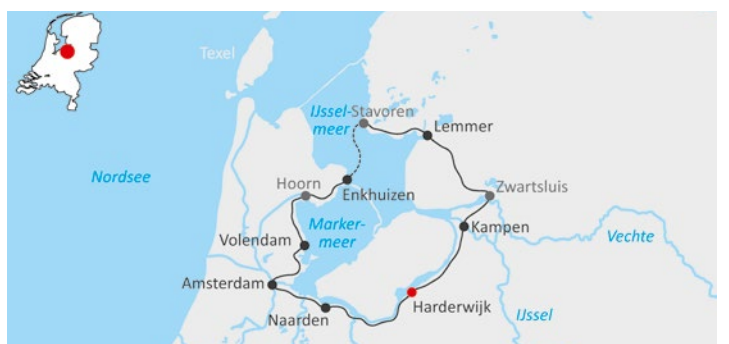 Texel
IJssel-
meer
Stavoren
Lemmer
Nordsee
Hoorn
Enkhuizen
Zwartsluis
Marker-
meer
Volendam
Kampen
Vechte
Amsterdam
Naarden
Harderwijk
IJssel